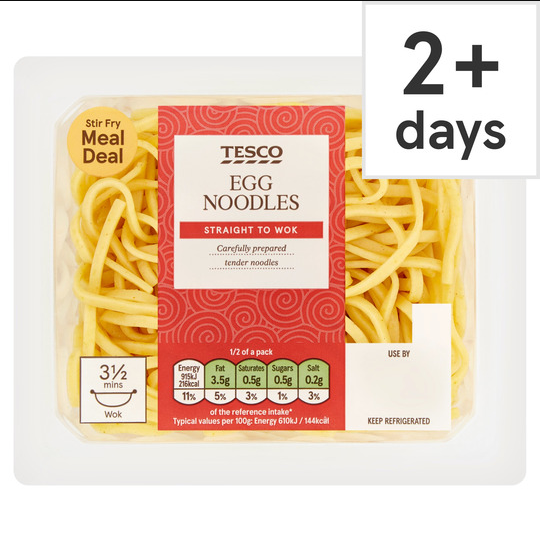 2+
days
Stir Fry
Meal
Deal
TESCO
EGG
NOODLES
STRAIGHT TO WOK
Carefully prepared
tender noodles
3½
mins
Wok
1/2 of a pack
Energy Fat Saturates Sugars Salt
915kJ
216kcal 3.5g 0.5g 0.5g 0.2g
11% 5% 3% 1% 3%
of the reference intake*
Typical values per 100g: Energy 610kJ / 144kcal
USE BY
KEEP REFRIGERATED